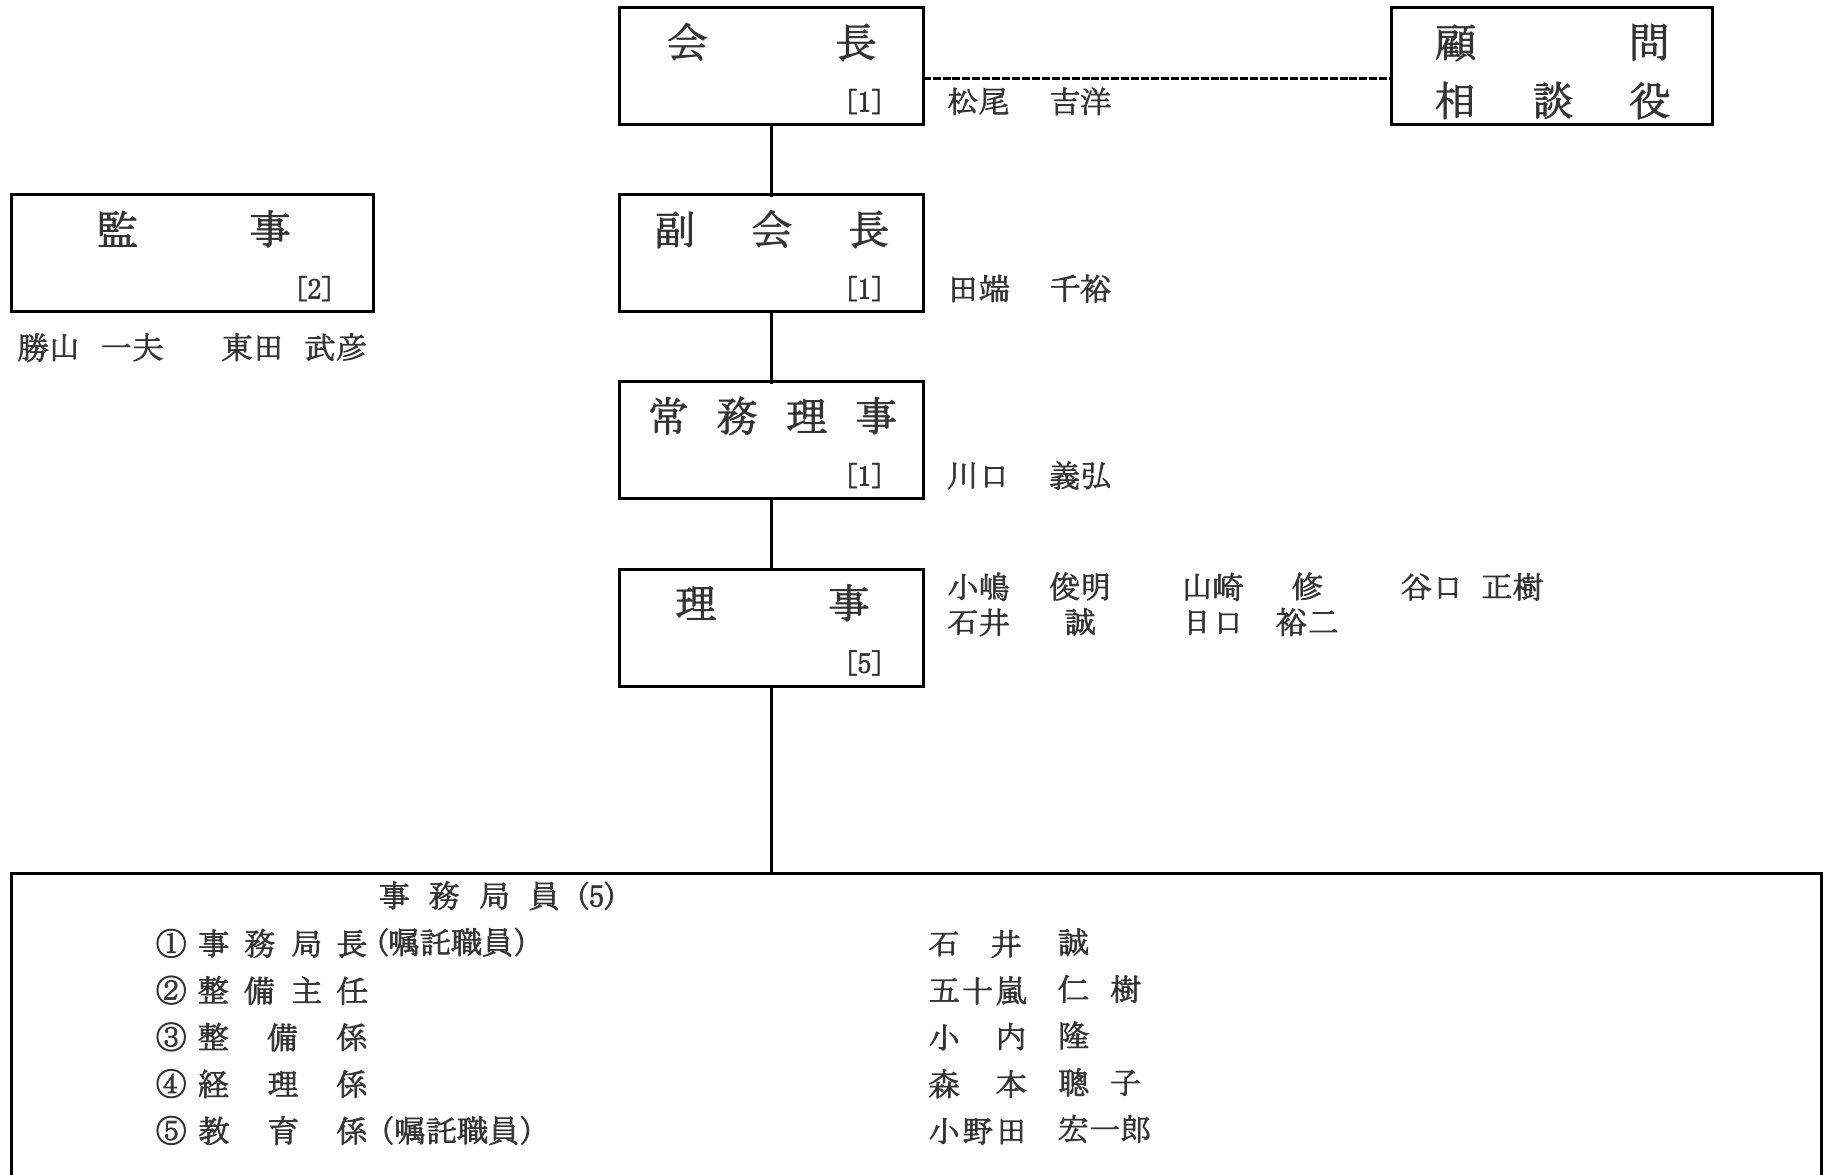 会長
[1]
松尾 吉洋
顧問
相談役
監事
[2]
勝山 一夫 東田 武彦
副会長
[1]
田端 千裕
常務理事
[1]
川口 義弘
理事
[5]
小嶋 俊明 山崎 修 谷口 正樹
石井 誠 日口 裕二
事務局員(5)
①事務局長(嘱託職員) 石井 誠
②整備主任 五十嵐 仁樹
③整備係 小内 隆
④経理係 森本 聰子
⑤教育係(嘱託職員) 小野田 宏一郎